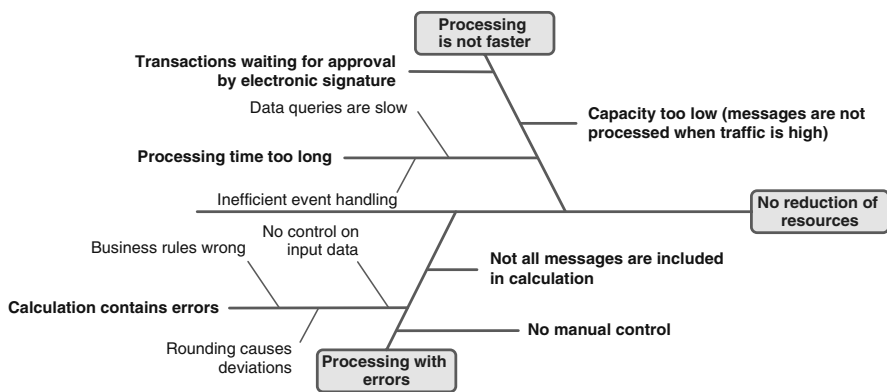 Processing
is not faster
Transactions waiting for approval
by electronic signature
Data queries are slow
Capacity too low (messages are not
processed when traffic is high)
Processing time too long
Inefficient event handling
No reduction of
resources
No control on
input data
Business rules wrong
Not all messages are included
in calculation
Calculation contains errors
No manual control
Rounding causes
deviations
Processing with
errors